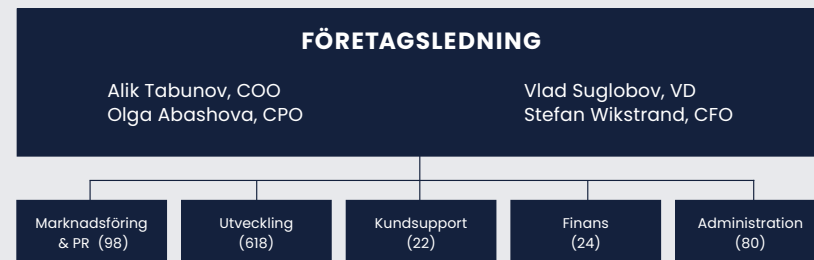 FÖRETAGSLEDNING
Alik Tabunov, COO
Olga Abashova, CPO
Vlad Suglobov, VD
Stefan Wikstrand, CFO
Marknadsföring
& PR (98)
Utveckling
(618)
Kundsupport
(22)
Finans
(24)
Administration
(80)